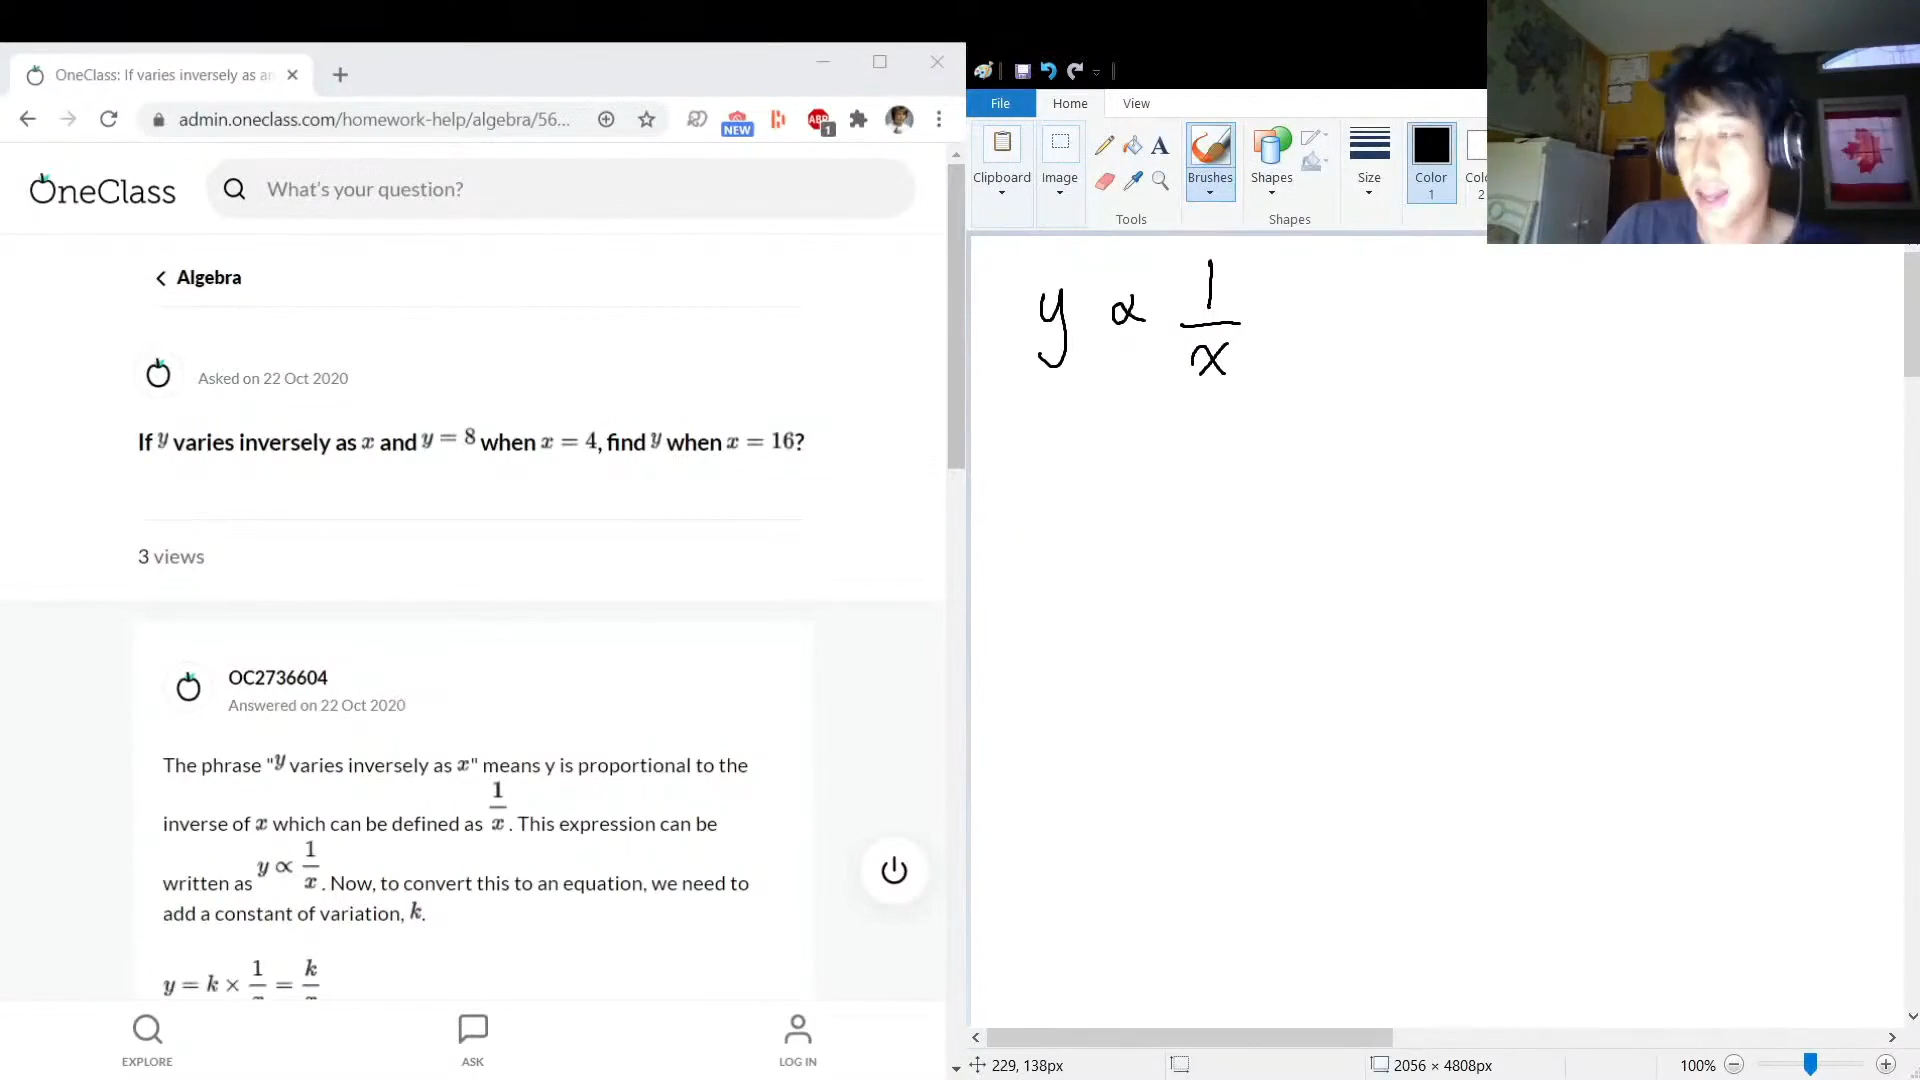 OneClass: If varies inversely as an
admin.oneclass.com/homework-help/algebra/56...
NEW
ABP
1
OneClass
What's your question?
Algebra
Asked on 22 Oct 2020
If y varies inversely as x and y = 8 when x = 4, find y when x = 16?
3 views
OC2736604
Answered on 22 Oct 2020
The phrase "y varies inversely as x" means y is proportional to the
inverse of x which can be defined as 1/x. This expression can be
written as y ∝ 1/x. Now, to convert this to an equation, we need to
add a constant of variation, k.
y = k × 1/x = k/x
EXPLORE
ASK
LOG IN
File
Home
View
Clipboard
Image
Tools
Brushes
Shapes
Shapes
Size
Color
1
2
y ∝ 1/x
229, 138px
2056 × 4808px
100%